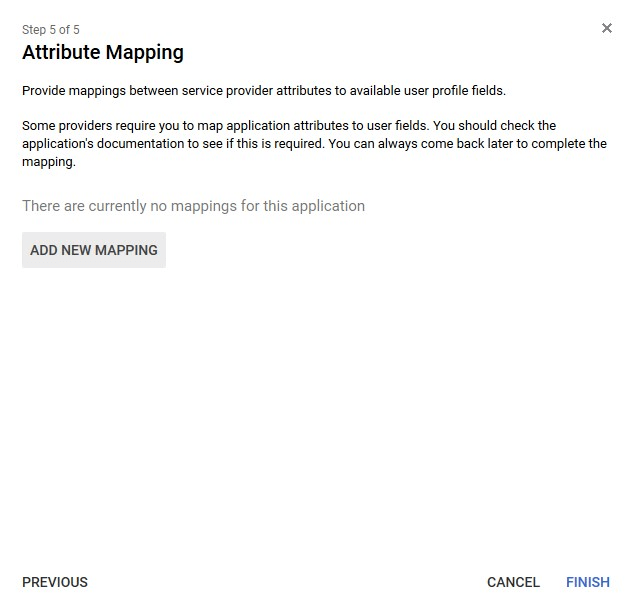 Step 5 of 5
×
Attribute Mapping
Provide mappings between service provider attributes to available user profile fields.
Some providers require you to map application attributes to user fields. You should check the
application's documentation to see if this is required. You can always come back later to complete the
mapping.
There are currently no mappings for this application
ADD NEW MAPPING
PREVIOUS
CANCEL
FINISH